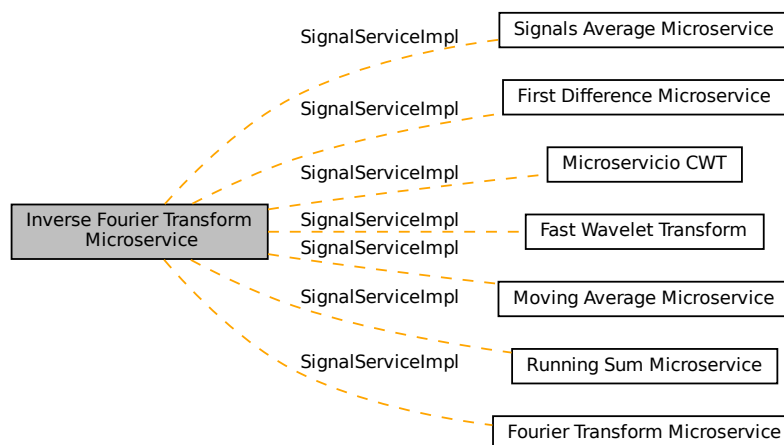 SignalServiceImpl
Signals Average Microservice
SignalServiceImpl
First Difference Microservice
SignalServiceImpl
Microservicio CWT
Inverse Fourier Transform
Microservice
SignalServiceImpl
Fast Wavelet Transform
SignalServiceImpl
Moving Average Microservice
SignalServiceImpl
Running Sum Microservice
SignalServiceImpl
Fourier Transform Microservice